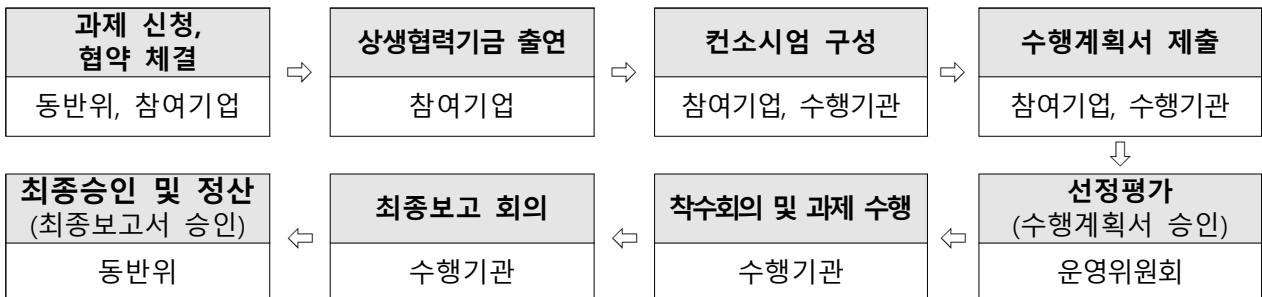 과제 신청,
협약 체결
동반위, 참여기업
⇨
상생협력기금 출연
참여기업
⇨
컨소시엄 구성
참여기업, 수행기관
⇨
수행계획서 제출
참여기업, 수행기관
⇩
선정평가
(수행계획서 승인)
운영위원회
⇦
착수회의 및 과제 수행
수행기관
⇦
최종보고 회의
수행기관
⇦
최종승인 및 정산
(최종보고서 승인)
동반위